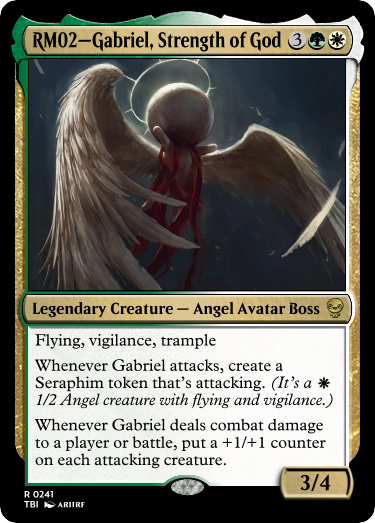 RM02—Gabriel, Strength of God 3
Legendary Creature — Angel Avatar Boss
Flying, vigilance, trample
Whenever Gabriel attacks, create a
Seraphim token that's attacking. (It's a
1/2 Angel creature with flying and vigilance.)
Whenever Gabriel deals combat damage
to a player or battle, put a +1/+1 counter
on each attacking creature.
3/4
R 0241
TBI ARIIRF